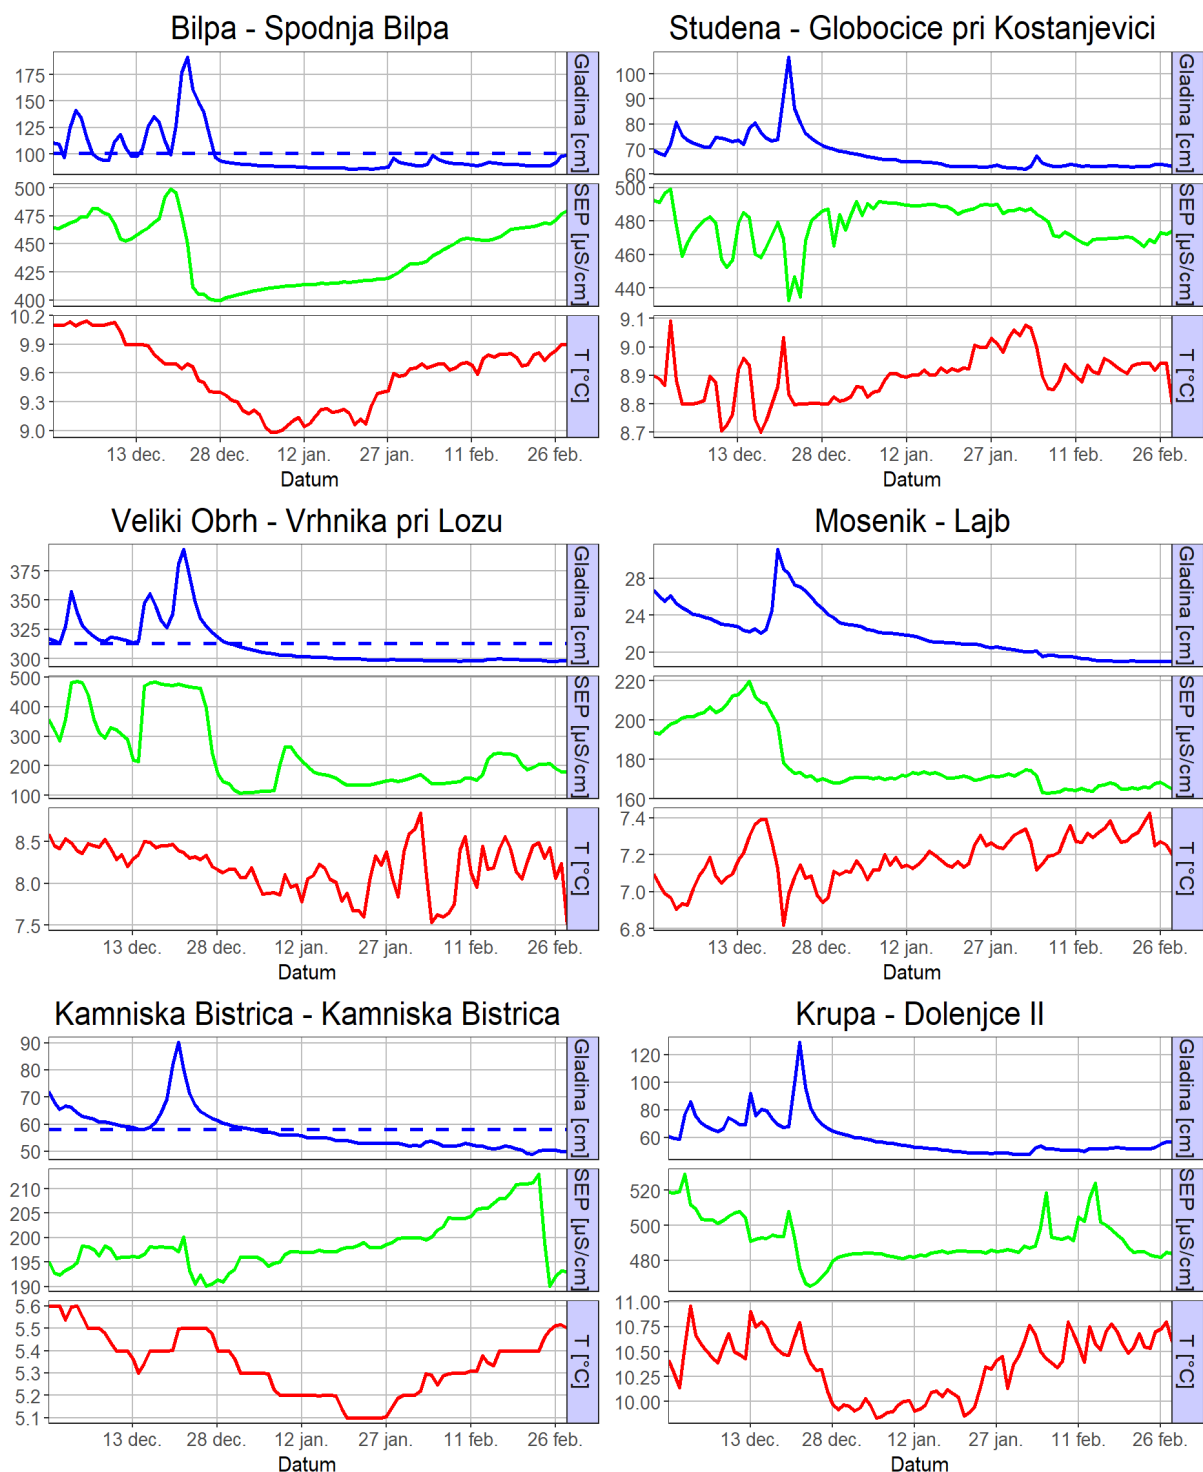 Bilpa - Spodnja Bilpa
175
150
125
100
Gladina [cm]
500
475
450
425
400
SEP [µS/cm]
10.2
9.9
9.6
9.3
9.0
T [°C]
13 dec. 28 dec. 12 jan. 27 jan. 11 feb. 26 feb.
Datum
Studena - Globocice pri Kostanjevici
100
90
80
70
60
Gladina [cm]
500
480
460
440
SEP [µS/cm]
9.1
9.0
8.9
8.8
8.7
T [°C]
13 dec. 28 dec. 12 jan. 27 jan. 11 feb. 26 feb.
Datum
Veliki Obrh - Vrhnika pri Lozu
375
350
325
300
Gladina [cm]
500
400
300
200
100
SEP [µS/cm]
8.5
8.0
7.5
T [°C]
13 dec. 28 dec. 12 jan. 27 jan. 11 feb. 26 feb.
Datum
Mosenik - Lajb
28
24
20
Gladina [cm]
220
200
180
160
SEP [µS/cm]
7.4
7.2
7.0
6.8
T [°C]
13 dec. 28 dec. 12 jan. 27 jan. 11 feb. 26 feb.
Datum
Kamniska Bistrica - Kamniska Bistrica
90
80
70
60
50
Gladina [cm]
210
205
200
195
190
SEP [µS/cm]
5.6
5.5
5.4
5.3
5.2
5.1
T [°C]
13 dec. 28 dec. 12 jan. 27 jan. 11 feb. 26 feb.
Datum
Krupa - Dolenjce II
120
100
80
60
Gladina [cm]
520
500
480
SEP [µS/cm]
11.00
10.75
10.50
10.25
10.00
T [°C]
13 dec. 28 dec. 12 jan. 27 jan. 11 feb. 26 feb.
Datum